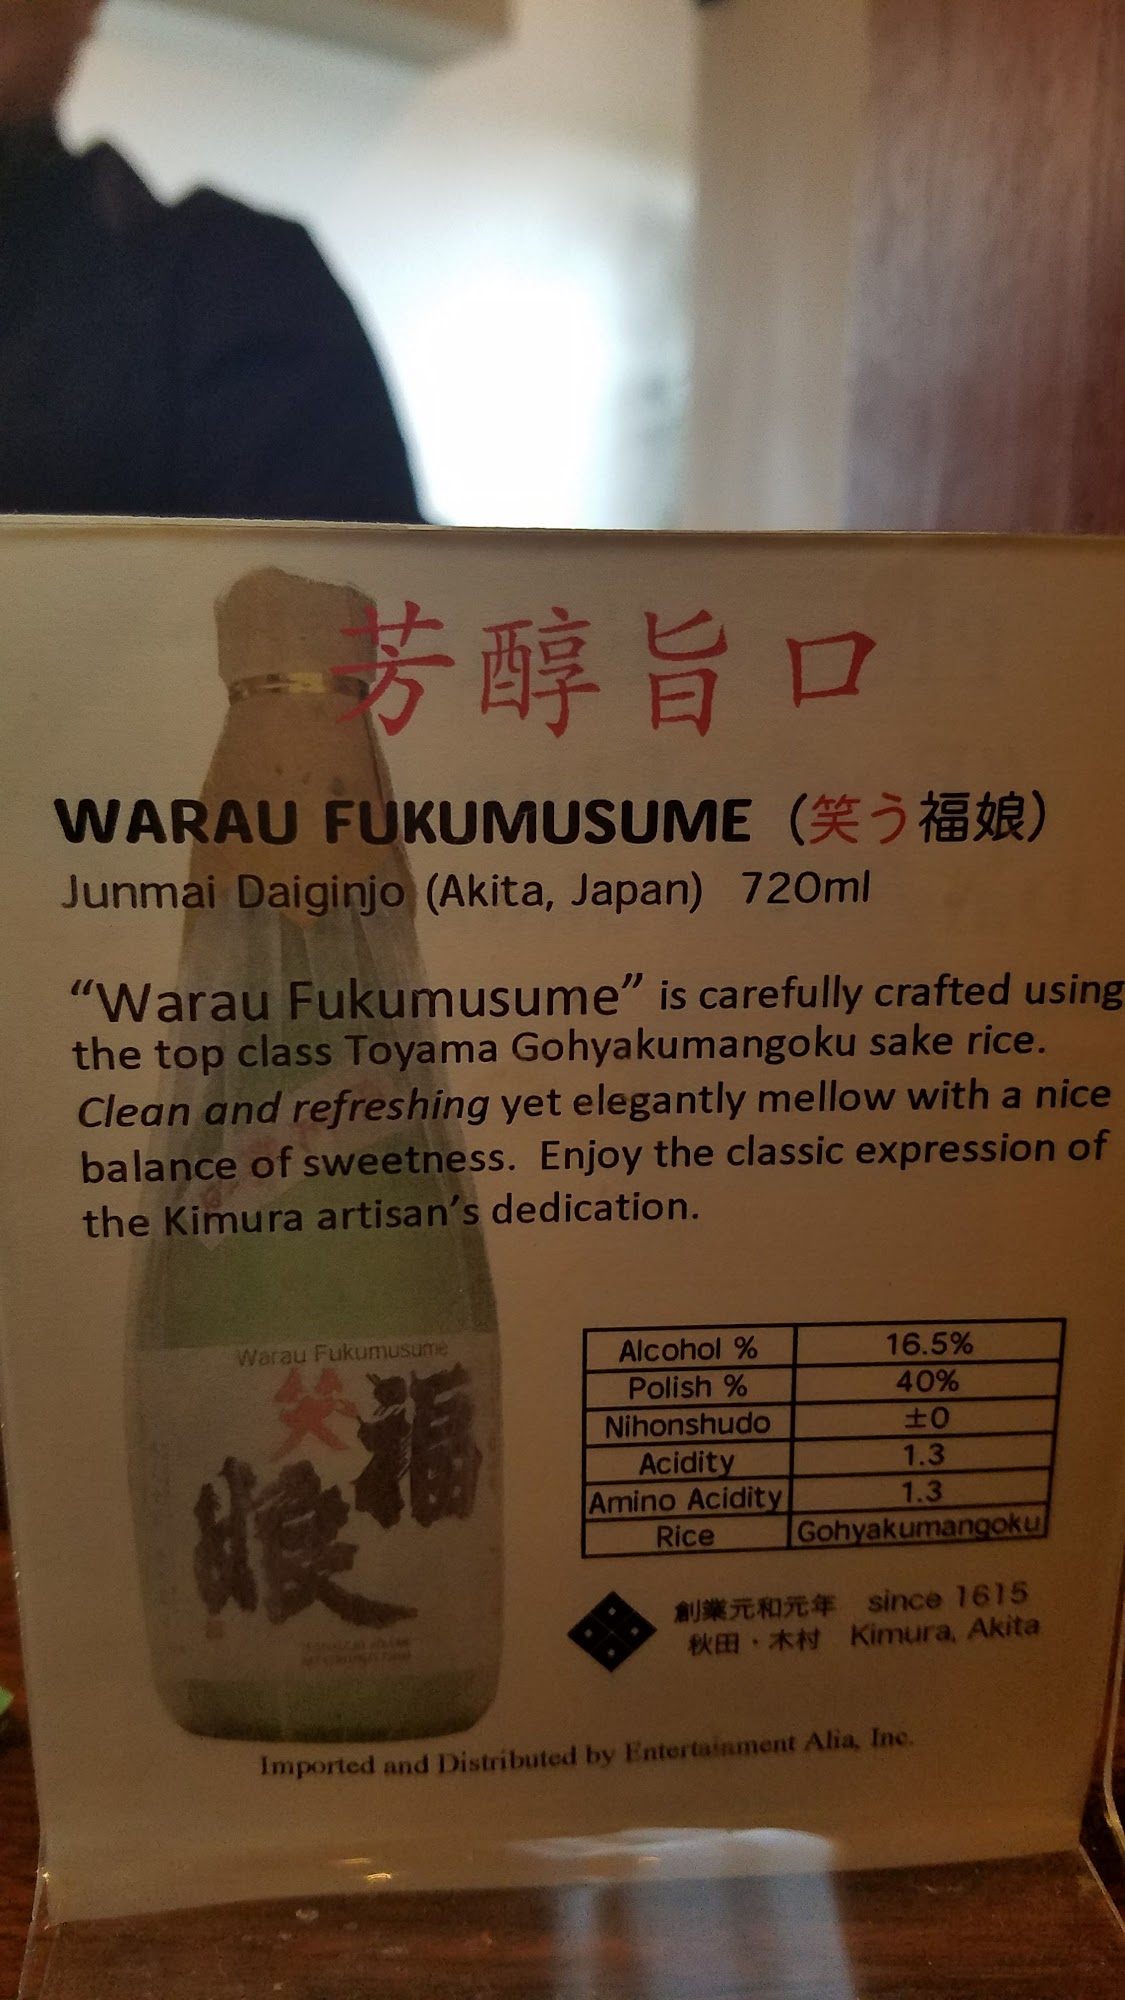 芳醇旨口
WARAU FUKUMUSUME（笑う福娘）
Junmai Daiginjo (Akita, Japan) 720ml
“Warau Fukumusume” is carefully crafted using
the top class Toyama Gohyakumangoku sake rice.
Clean and refreshing yet elegantly mellow with a nice
balance of sweetness. Enjoy the classic expression of
the Kimura artisan’s dedication.
Warau Fukumusume
笑
福
娘
Alcohol % 16.5%
Polish % 40%
Nihonshudo ±0
Acidity 1.3
Amino Acidity 1.3
Rice Gohyakumangoku
創業元和元年 since 1615
秋田・木村 Kimura, Akita
Imported and Distributed by Entertainment Alia, Inc.